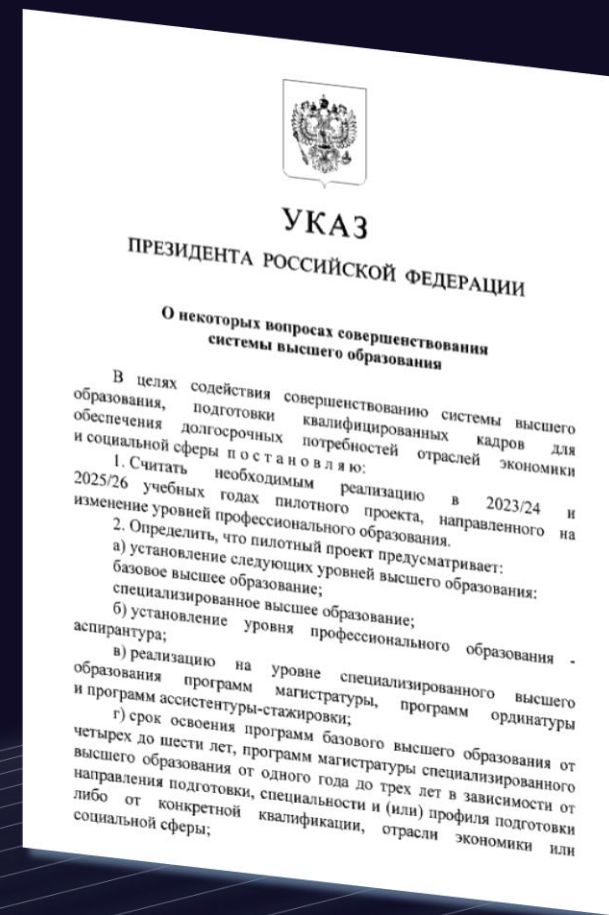 УКАЗ
ПРЕЗИДЕНТА РОССИЙСКОЙ ФЕДЕРАЦИИ
О некоторых вопросах совершенствования
системы высшего образования
В целях содействия совершенствованию системы высшего
образования, подготовки квалифицированных кадров для
обеспечения долгосрочных потребностей отраслей экономики
и социальной сферы п о с т а н о в л я ю:
1. Считать необходимым реализацию в 2023/24 и
2025/26 учебных годах пилотного проекта, направленного на
изменение уровней профессионального образования.
2. Определить, что пилотный проект предусматривает:
а) установление следующих уровней высшего образования:
базовое высшее образование;
специализированное высшее образование;
б) установление уровня профессионального образования -
аспирантура;
в) реализацию на уровне специализированного высшего
образования программ магистратуры, программ ординатуры
и программ ассистентуры-стажировки;
г) срок освоения программ базового высшего образования от
четырех до шести лет, программ магистратуры специализированного
высшего образования от одного года до трех лет в зависимости от
направления подготовки, специальности и (или) профиля подготовки
либо от конкретной квалификации, отрасли экономики или
социальной сферы;